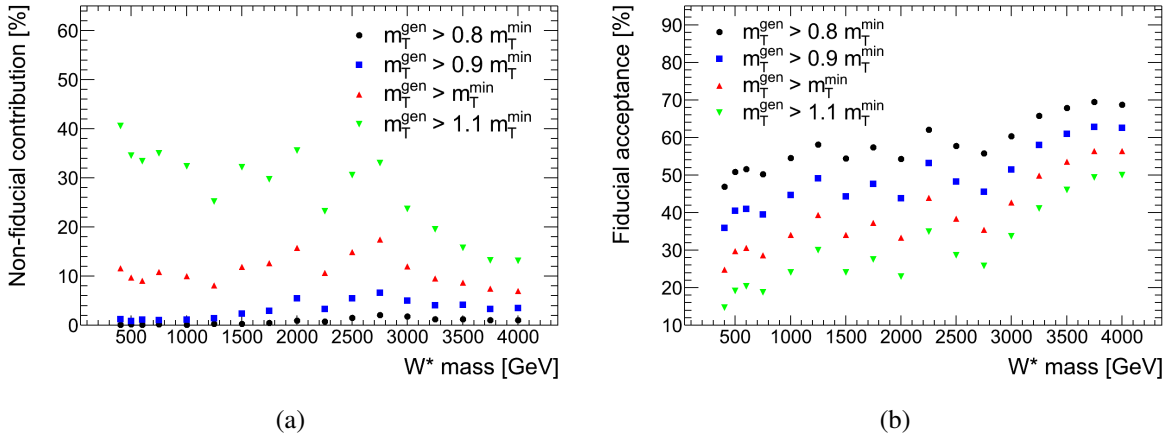 Non-fiducial contribution [%]
60
50
40
30
20
10
0
m_T^gen > 0.8 m_T^min
m_T^gen > 0.9 m_T^min
m_T^gen > m_T^min
m_T^gen > 1.1 m_T^min
500 1000 1500 2000 2500 3000 3500 4000
W* mass [GeV]
(a)
Fiducial acceptance [%]
90
80
70
60
50
40
30
20
10
m_T^gen > 0.8 m_T^min
m_T^gen > 0.9 m_T^min
m_T^gen > m_T^min
m_T^gen > 1.1 m_T^min
500 1000 1500 2000 2500 3000 3500 4000
W* mass [GeV]
(b)